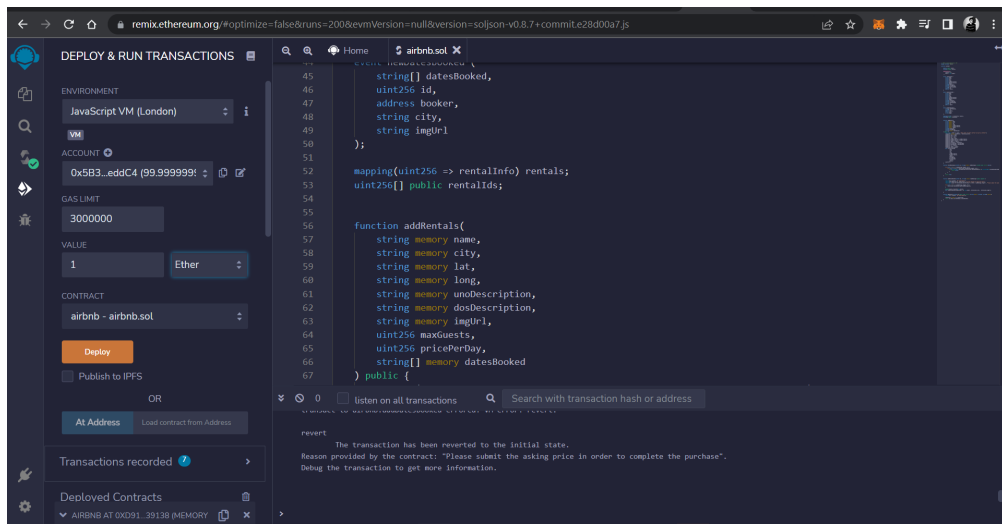 remix.ethereum.org/#optimize=false&runs=200&evmVersion=null&version=soljson-v0.8.7+commit.e28d00a7.js
DEPLOY & RUN TRANSACTIONS
ENVIRONMENT
JavaScript VM (London)
VM
ACCOUNT
0x5B3...eddC4 (99.9999999
GAS LIMIT
3000000
VALUE
1
Ether
CONTRACT
airbnb - airbnb.sol
Deploy
Publish to IPFS
OR
At Address
Load contract from Address
Transactions recorded 7
Deployed Contracts
AIRBNB AT 0XD91...39138 (MEMORY
Home
airbnb.sol
44 event newDatesBooked (
45 string[] datesBooked,
46 uint256 id,
47 address booker,
48 string city,
49 string imgUrl
50 );
51
52 mapping(uint256 => rentalInfo) rentals;
53 uint256[] public rentalIds;
54
55
56 function addRentals(
57 string memory name,
58 string memory city,
59 string memory lat,
60 string memory long,
61 string memory unoDescription,
62 string memory dosDescription,
63 string memory imgUrl,
64 uint256 maxGuests,
65 uint256 pricePerDay,
66 string[] memory datesBooked
67 ) public {
0
listen on all transactions
Search with transaction hash or address
revert
The transaction has been reverted to the initial state.
Reason provided by the contract: "Please submit the asking price in order to complete the purchase".
Debug the transaction to get more information.
>